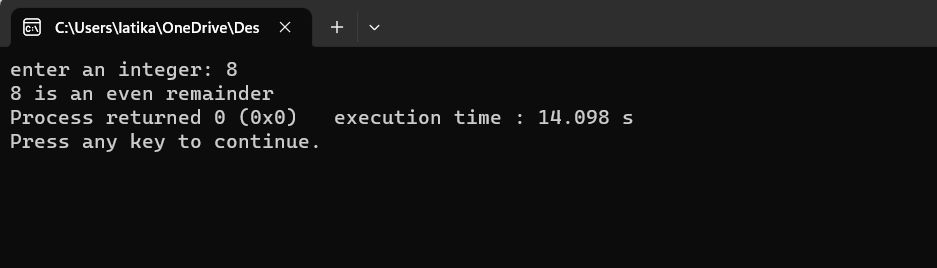 C:\Users\latika\OneDrive\Des
enter an integer: 8
8 is an even remainder
Process returned 0 (0x0)   execution time : 14.098 s
Press any key to continue.